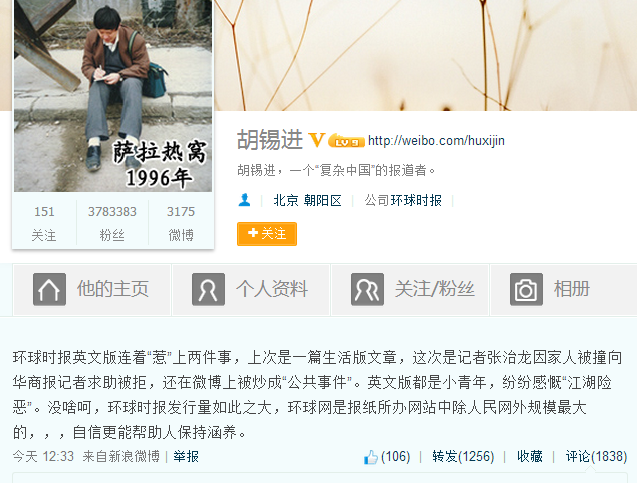 萨拉热窝
1996年
胡锡进 V LV 9 http://weibo.com/huxijin
胡锡进，一个“复杂中国”的报道者。
北京 朝阳区 | 公司环球时报 |
151 3783383 3175
关注 粉丝 微博
+ 关注
他的主页 个人资料 关注/粉丝 相册
环球时报英文版连着“惹”上两件事，上次是一篇生活版文章，这次是记者张治龙因家人被撞向
华商报记者求助被拒，还在微博上被炒成“公共事件”。英文版都是小青年，纷纷感慨“江湖险
恶”。没啥呵，环球时报发行量如此之大，环球网是报纸所办网站中除人民网外规模最大
的，，，自信更能帮助人保持涵养。
今天 12:33 来自新浪微博 | 举报 (106) | 转发(1256) | 收藏 | 评论(1838)